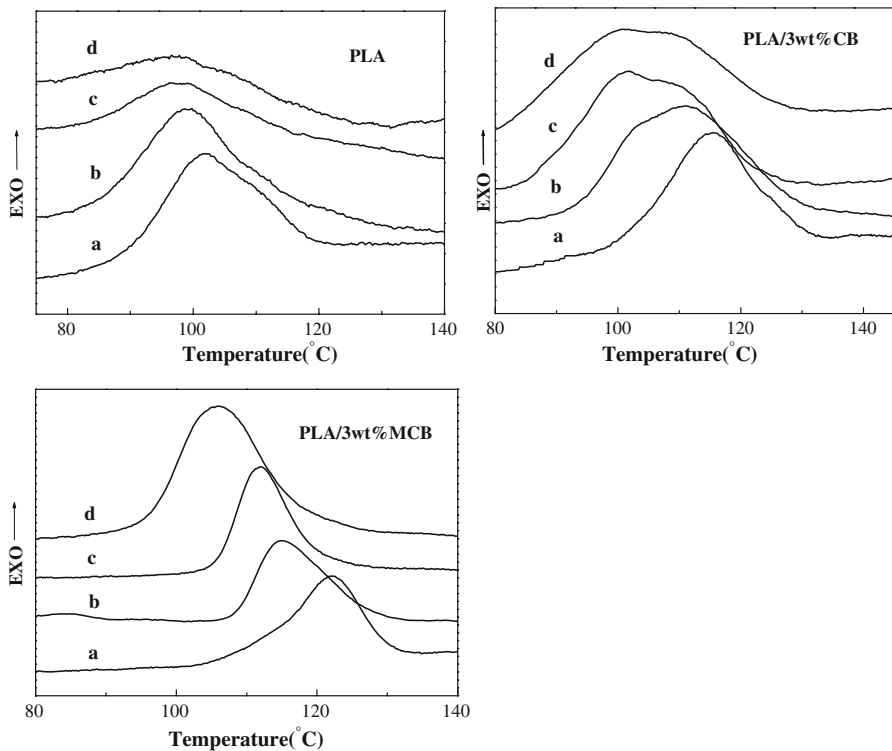 PLA
d
c
b
a
EXO
80
100
120
140
Temperature(°C)
PLA/3wt%CB
d
c
b
a
EXO
80
100
120
140
Temperature(°C)
PLA/3wt%MCB
d
c
b
a
EXO
80
100
120
140
Temperature(°C)